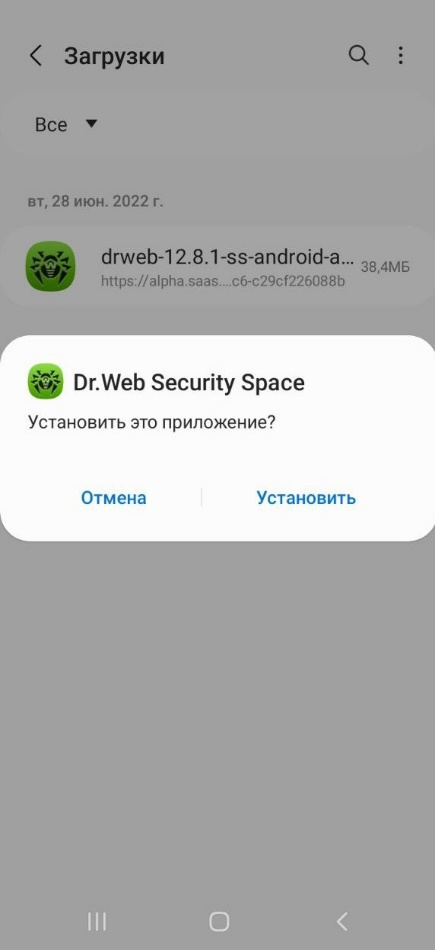 Загрузки
Все
вт, 28 июн. 2022 г.
drweb-12.8.1-ss-android-a...
38,4МБ
https://alpha.saas....c6-c29cf226088b
Dr.Web Security Space
Установить это приложение?
Отмена
Установить